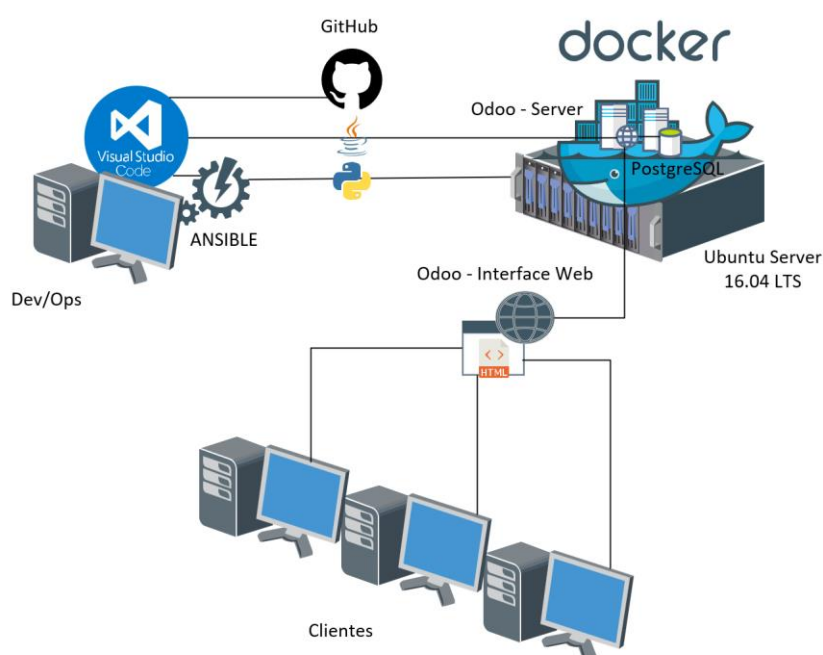 GitHub
docker
Odoo - Server
Visual Studio
Code
PostgreSQL
ANSIBLE
Ubuntu Server
16.04 LTS
Odoo - Interface Web
Dev/Ops
HTML
Clientes